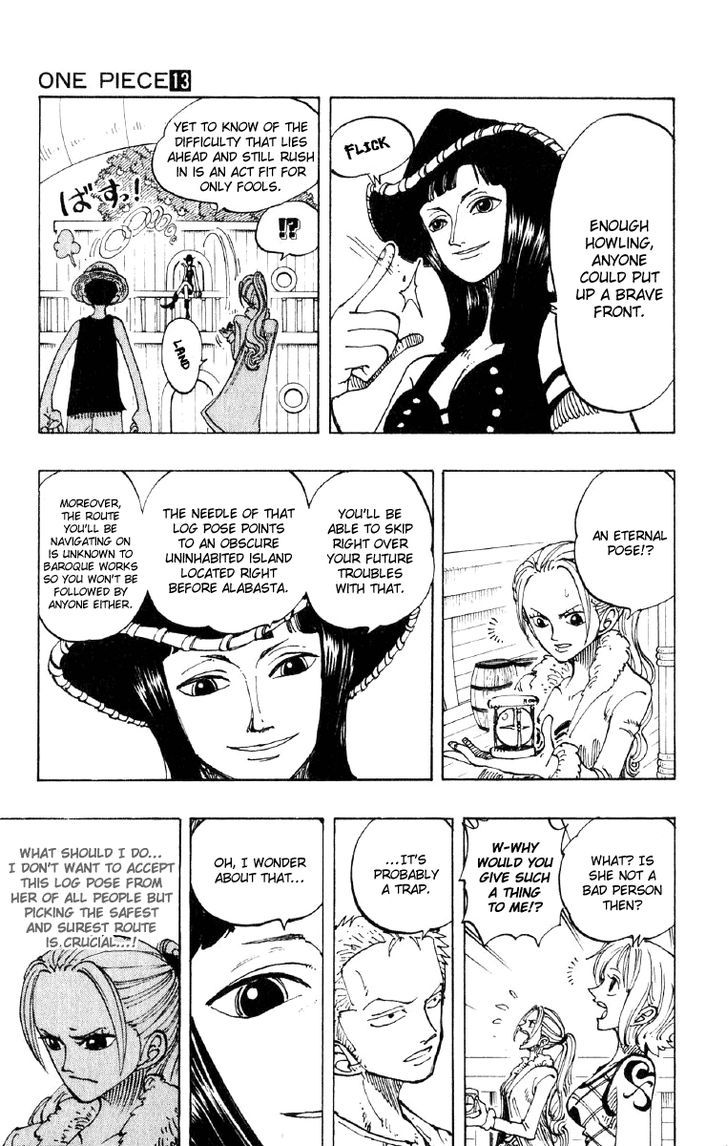 ONE PIECE 13
FLICK
ENOUGH
HOWLING,
ANYONE
COULD PUT
UP A BRAVE
FRONT.
YET TO KNOW OF THE
DIFFICULTY THAT LIES
AHEAD AND STILL RUSH
IN IS AN ACT FIT FOR
ONLY FOOLS.
ばすっ!
!?
LAND
AN ETERNAL
POSE!?
YOU'LL BE
ABLE TO SKIP
RIGHT OVER
YOUR FUTURE
TROUBLES
WITH THAT.
THE NEEDLE OF THAT
LOG POSE POINTS
TO AN OBSCURE
UNINHABITED ISLAND
LOCATED RIGHT
BEFORE ALABASTA.
MOREOVER,
THE ROUTE
YOU'LL BE
NAVIGATING ON
IS UNKNOWN TO
BAROQUE WORKS
SO YOU WON'T BE
FOLLOWED BY
ANYONE EITHER.
WHAT? IS
SHE NOT A
BAD PERSON
THEN?
W-WHY
WOULD YOU
GIVE SUCH
A THING
TO ME!?
...IT'S
PROBABLY
A TRAP.
OH, I WONDER
ABOUT THAT...
WHAT SHOULD I DO...
I DON'T WANT TO ACCEPT
THIS LOG POSE FROM
HER OF ALL PEOPLE BUT
PICKING THE SAFEST
AND SUREST ROUTE
IS CRUCIAL...!